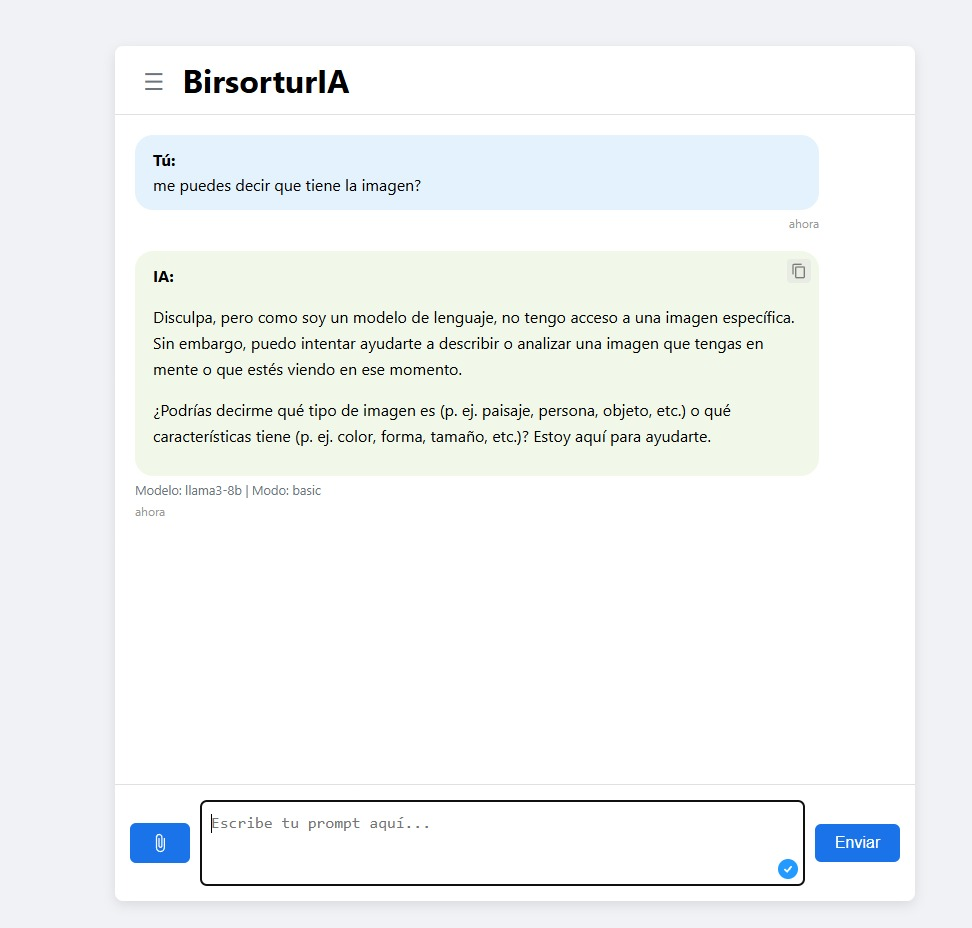 ☰ BirsorturIA
Tú:
me puedes decir que tiene la imagen?
ahora
IA:
Disculpa, pero como soy un modelo de lenguaje, no tengo acceso a una imagen específica.
Sin embargo, puedo intentar ayudarte a describir o analizar una imagen que tengas en
mente o que estés viendo en ese momento.
¿Podrías decirme qué tipo de imagen es (p. ej. paisaje, persona, objeto, etc.) o qué
características tiene (p. ej. color, forma, tamaño, etc.)? Estoy aquí para ayudarte.
Modelo: llama3-8b | Modo: basic
ahora
Escribe tu prompt aquí...
Enviar